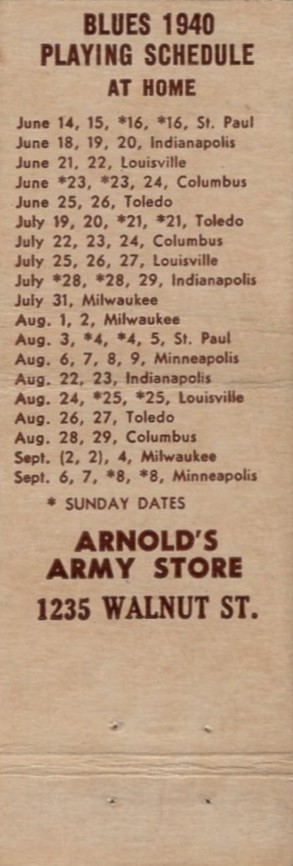 BLUES 1940
PLAYING SCHEDULE
AT HOME
June 14, 15, *16, *16, St. Paul
June 18, 19, 20, Indianapolis
June 21, 22, Louisville
June *23, *23, 24, Columbus
June 25, 26, Toledo
July 19, 20, *21, *21, Toledo
July 22, 23, 24, Columbus
July 25, 26, 27, Louisville
July *28, *28, 29, Indianapolis
July 31, Milwaukee
Aug. 1, 2, Milwaukee
Aug. 3, *4, *4, 5, St. Paul
Aug. 6, 7, 8, 9, Minneapolis
Aug. 22, 23, Indianapolis
Aug. 24, *25, *25, Louisville
Aug. 26, 27, Toledo
Aug. 28, 29, Columbus
Sept. (2, 2), 4, Milwaukee
Sept. 6, 7, *8, *8, Minneapolis
* SUNDAY DATES
ARNOLD'S
ARMY STORE
1235 WALNUT ST.